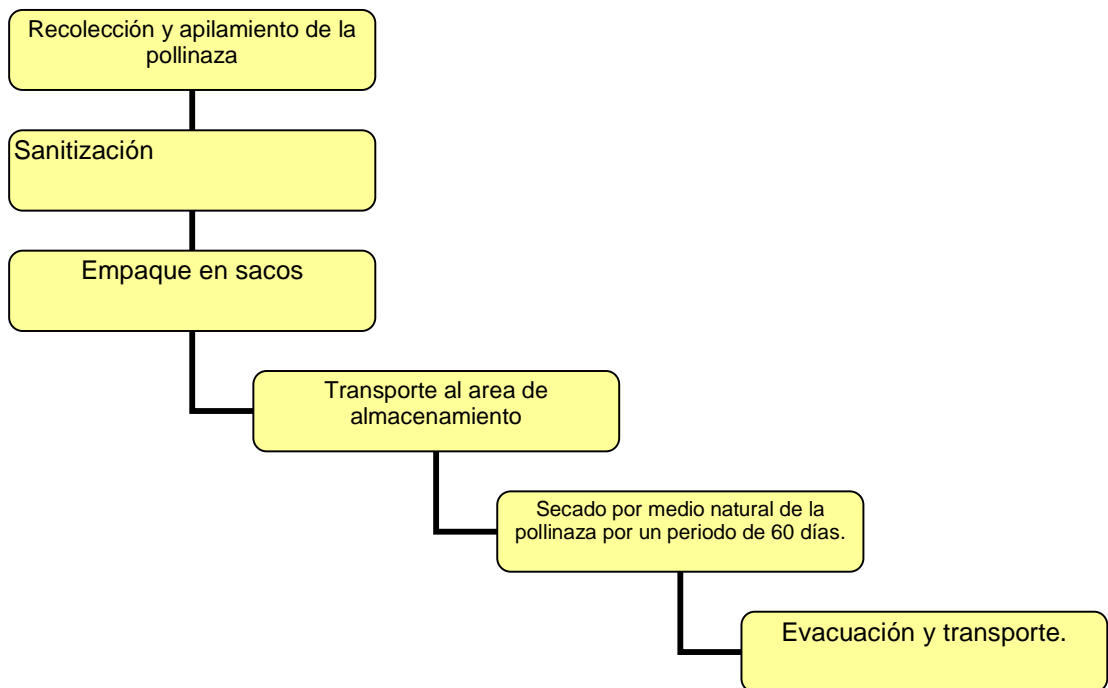 Recolección y apilamiento de la
pollinaza
Sanitización
Empaque en sacos
Transporte al area de
almacenamiento
Secado por medio natural de la
pollinaza por un periodo de 60 días.
Evacuación y transporte.